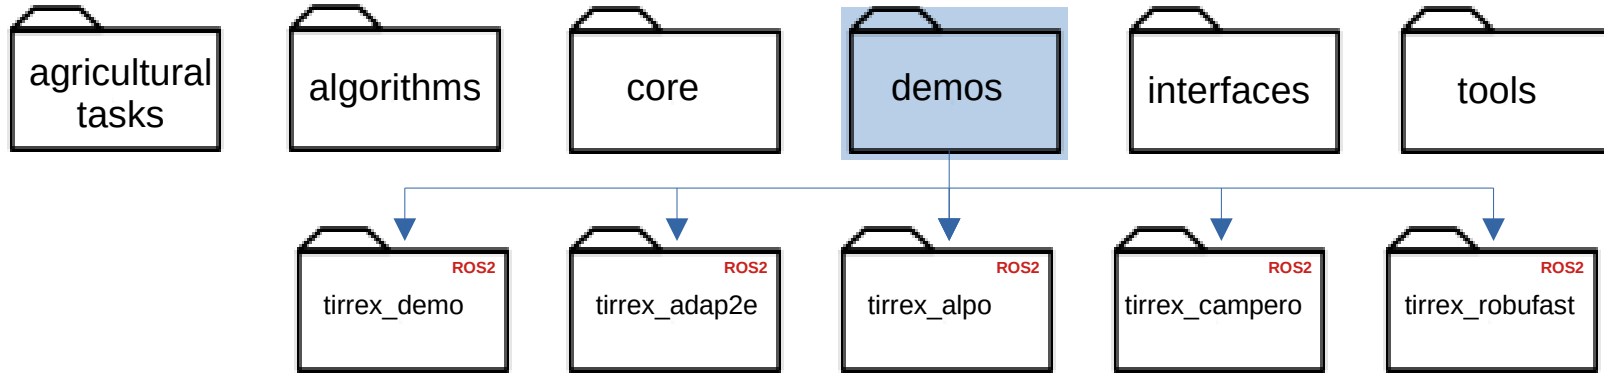 agricultural
tasks
algorithms
core
demos
interfaces
tools
ROS2
tirrex_demo
ROS2
tirrex_adap2e
ROS2
tirrex_alpo
ROS2
tirrex_campero
ROS2
tirrex_robufast